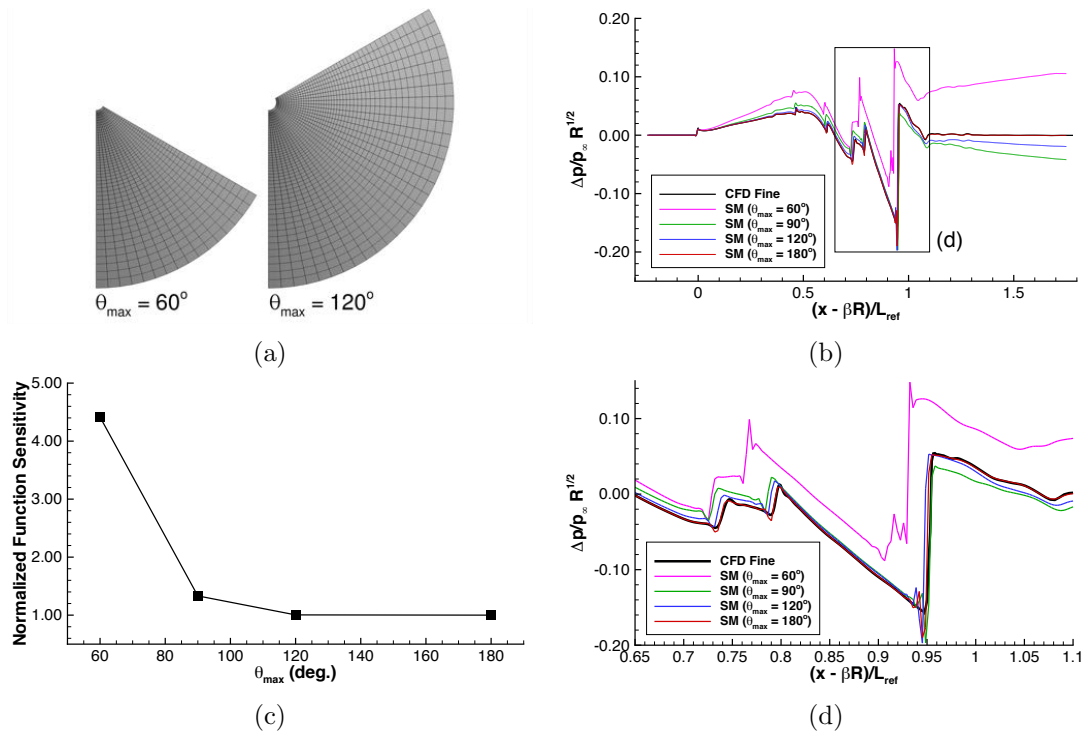 θmax = 60°
θmax = 120°
(a)
0.20
0.10
0.00
-0.10
-0.20
Δp/p∞ R1/2
CFD Fine
SM (θmax = 60°)
SM (θmax = 90°)
SM (θmax = 120°)
SM (θmax = 180°)
(d)
0 0.5 1 1.5
(x - βR)/Lref
(b)
5.00
4.00
3.00
2.00
1.00
Normalized Function Sensitivity
60 80 100 120 140 160 180
θmax (deg.)
(c)
0.10
0.00
-0.10
-0.20
Δp/p∞ R1/2
CFD Fine
SM (θmax = 60°)
SM (θmax = 90°)
SM (θmax = 120°)
SM (θmax = 180°)
0.65 0.7 0.75 0.8 0.85 0.9 0.95 1 1.05 1.1
(x - βR)/Lref
(d)